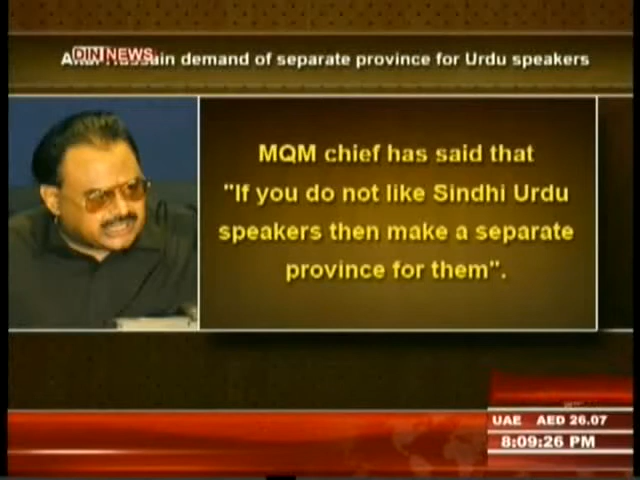 DIN NEWS
in demand of separate province for Urdu speakers
MQM chief has said that
"If you do not like Sindhi Urdu
speakers then make a separate
province for them".
UAE AED 26.07
8:09:26 PM